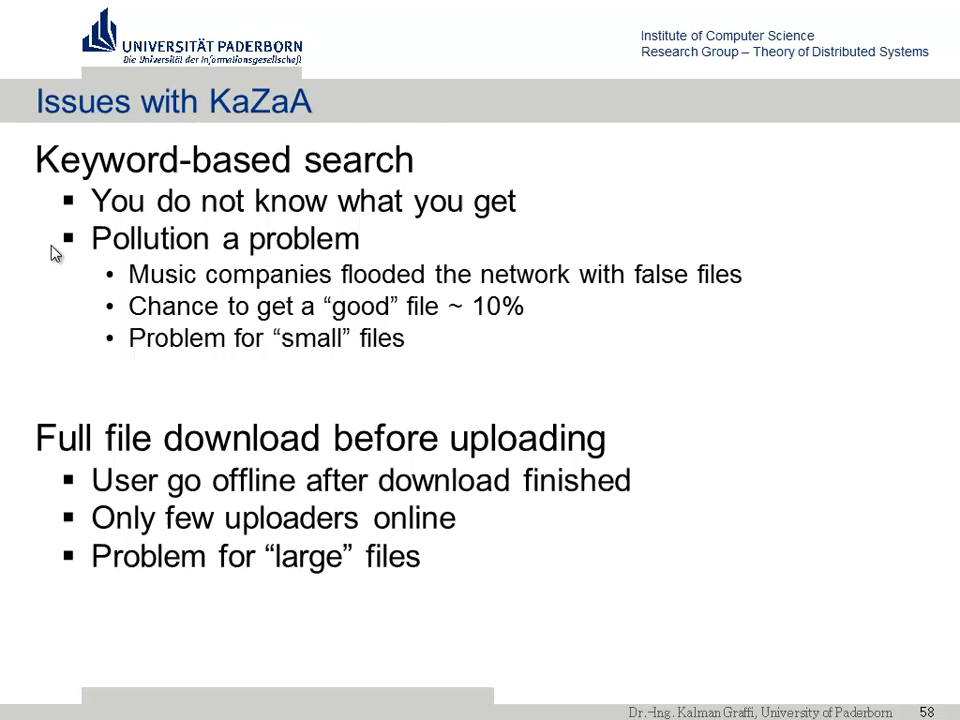 UNIVERSITÄT PADERBORN
Die Universität der Informationsgesellschaft
Institute of Computer Science
Research Group – Theory of Distributed Systems
Issues with KaZaA
Keyword-based search
▪ You do not know what you get
▪ Pollution a problem
• Music companies flooded the network with false files
• Chance to get a “good” file ~ 10%
• Problem for “small” files
Full file download before uploading
▪ User go offline after download finished
▪ Only few uploaders online
▪ Problem for “large” files
Dr.-Ing. Kalman Graffi, University of Paderborn 58